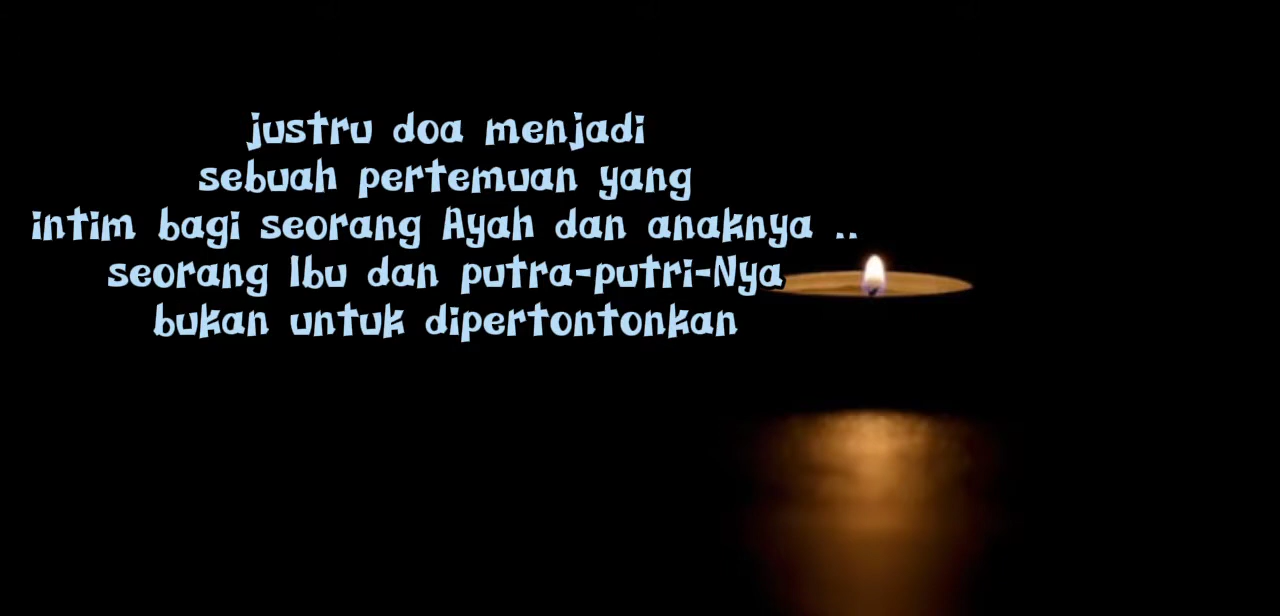 justru doa menjadi
sebuah pertemuan yang
intim bagi seorang Ayah dan anaknya ..
seorang Ibu dan putra-putri-Nya
bukan untuk dipertontonkan